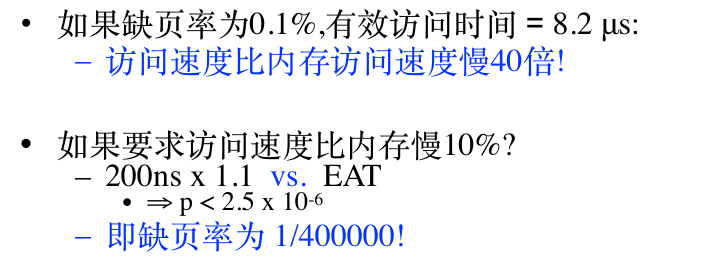 • 如果缺页率为0.1%,有效访问时间 = 8.2 μs:
– 访问速度比内存访问速度慢40倍!
• 如果要求访问速度比内存慢10%?
– 200ns x 1.1 vs. EAT
• ⇒ p < 2.5 x 10⁻⁶
– 即缺页率为 1/400000!